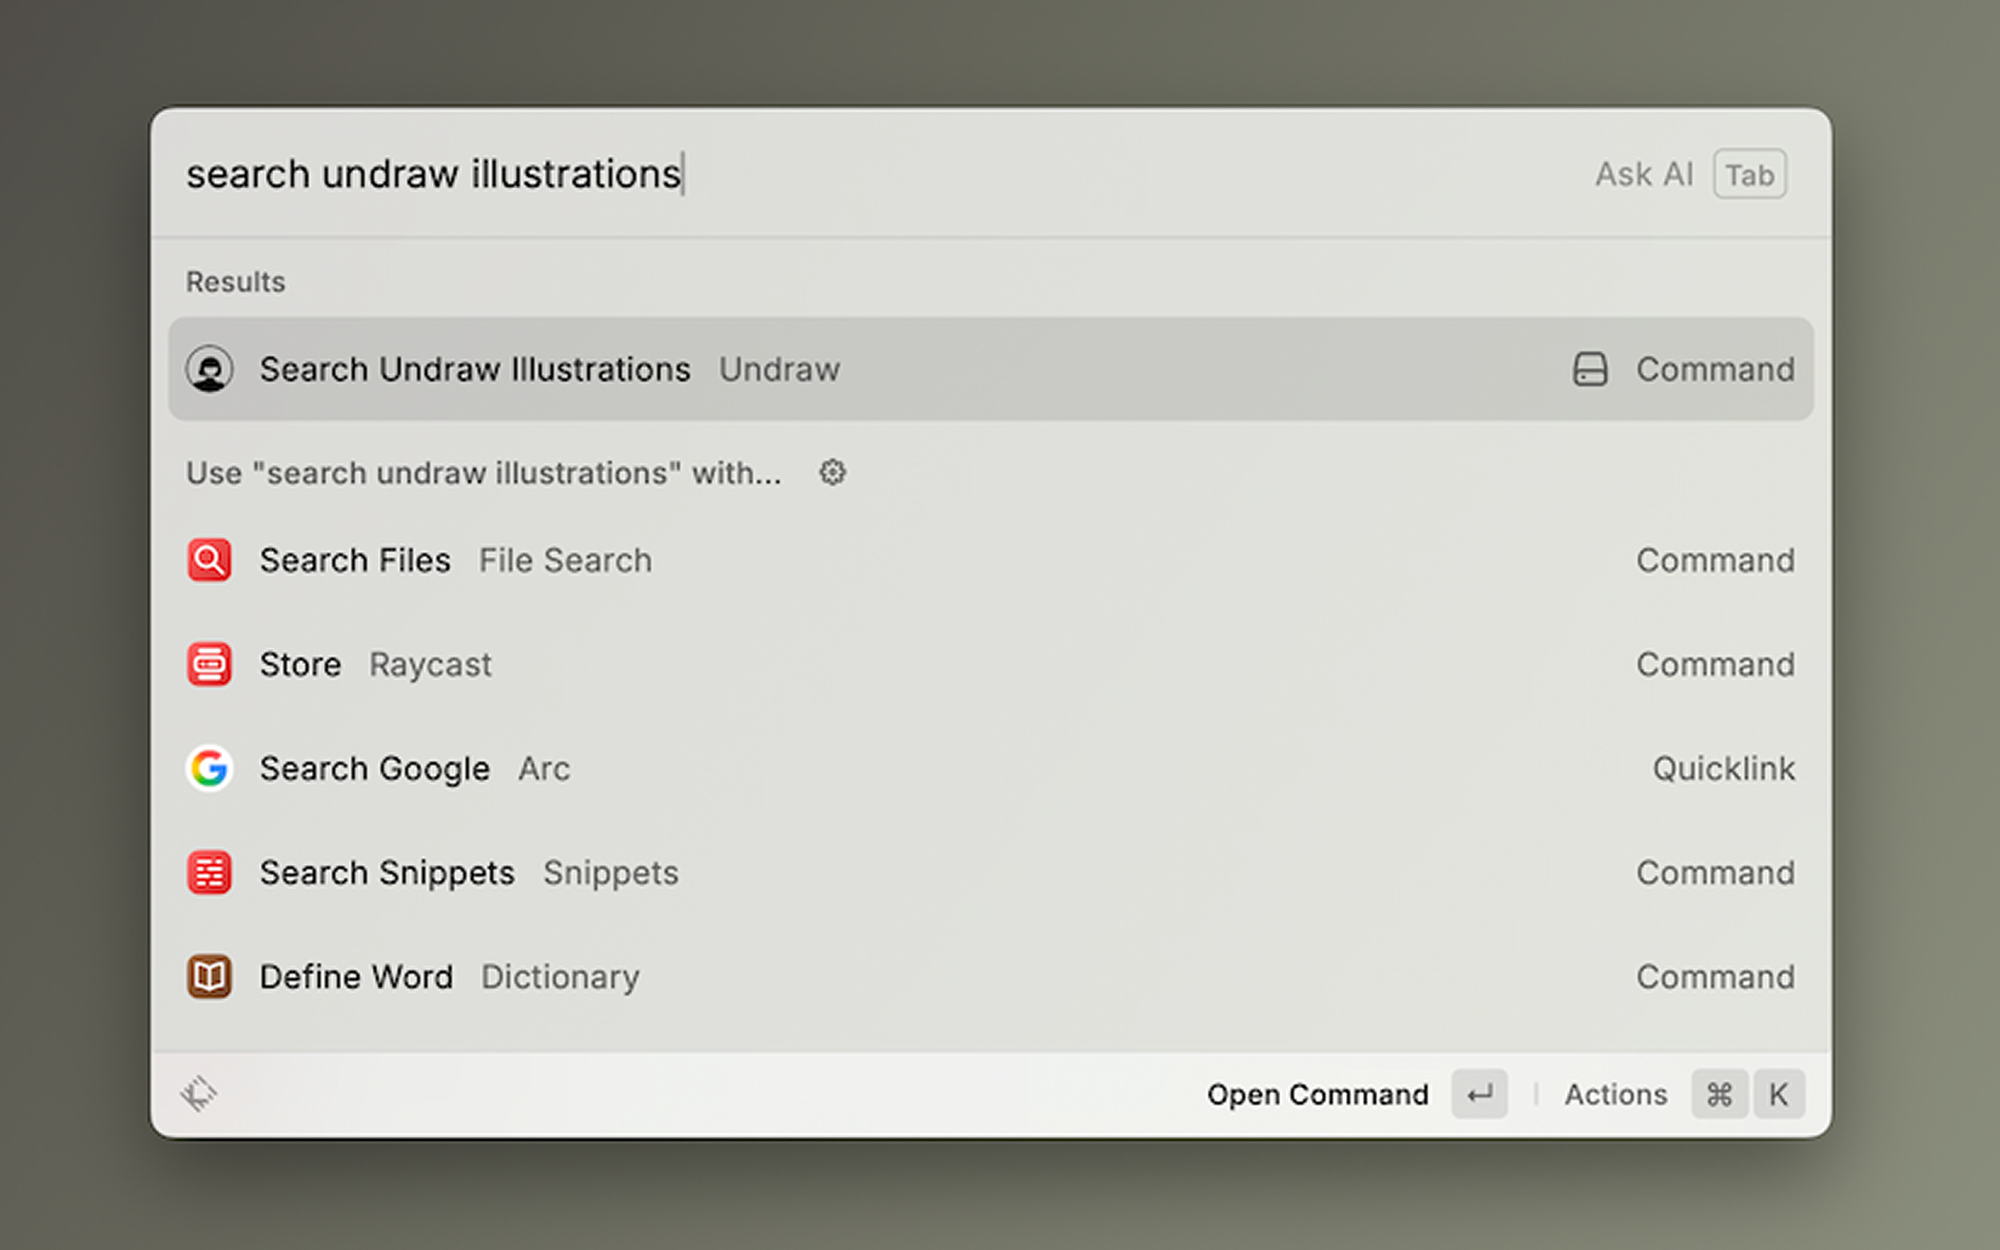 search undraw illustrations Ask AI Tab
Results
Search Undraw Illustrations Undraw Command
Use "search undraw illustrations" with...
Search Files File Search Command
Store Raycast Command
Search Google Arc Quicklink
Search Snippets Snippets Command
Define Word Dictionary Command
Open Command ↵ Actions ⌘ K